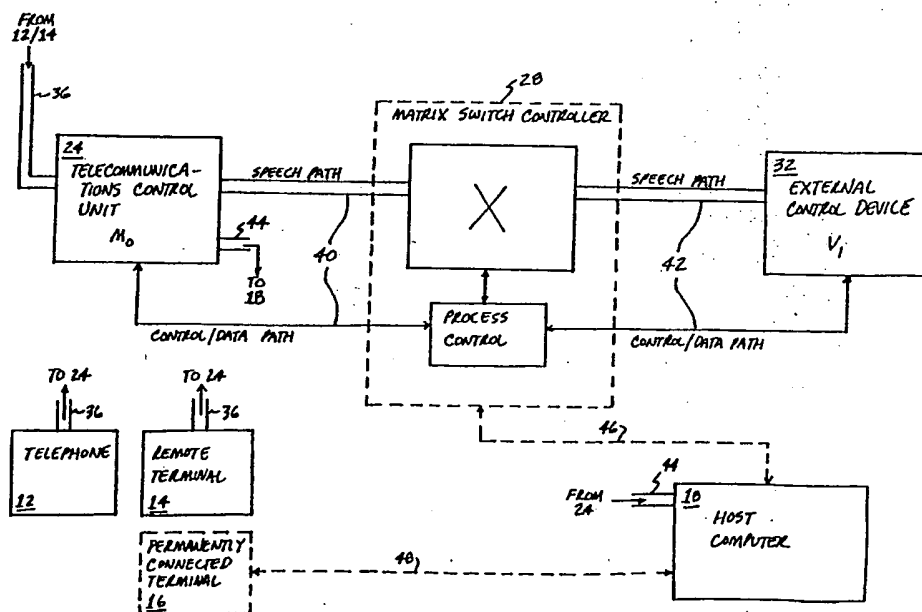 FROM
12/14
36
28
MATRIX SWITCH CONTROLLER
24
TELECOMMUNICA-
TIONS CONTROL
UNIT
M0
SPEECH PATH
X
SPEECH PATH
32
EXTERNAL
CONTROL DEVICE
V1
44
TO
18
40
42
PROCESS
CONTROL
CONTROL/DATA PATH
CONTROL/DATA PATH
TO 24
36
TO 24
36
TELEPHONE
12
REMOTE
TERMINAL
14
46
FROM
24
44
18
HOST
COMPUTER
PERMANENTLY
CONNECTED
TERMINAL
16
48